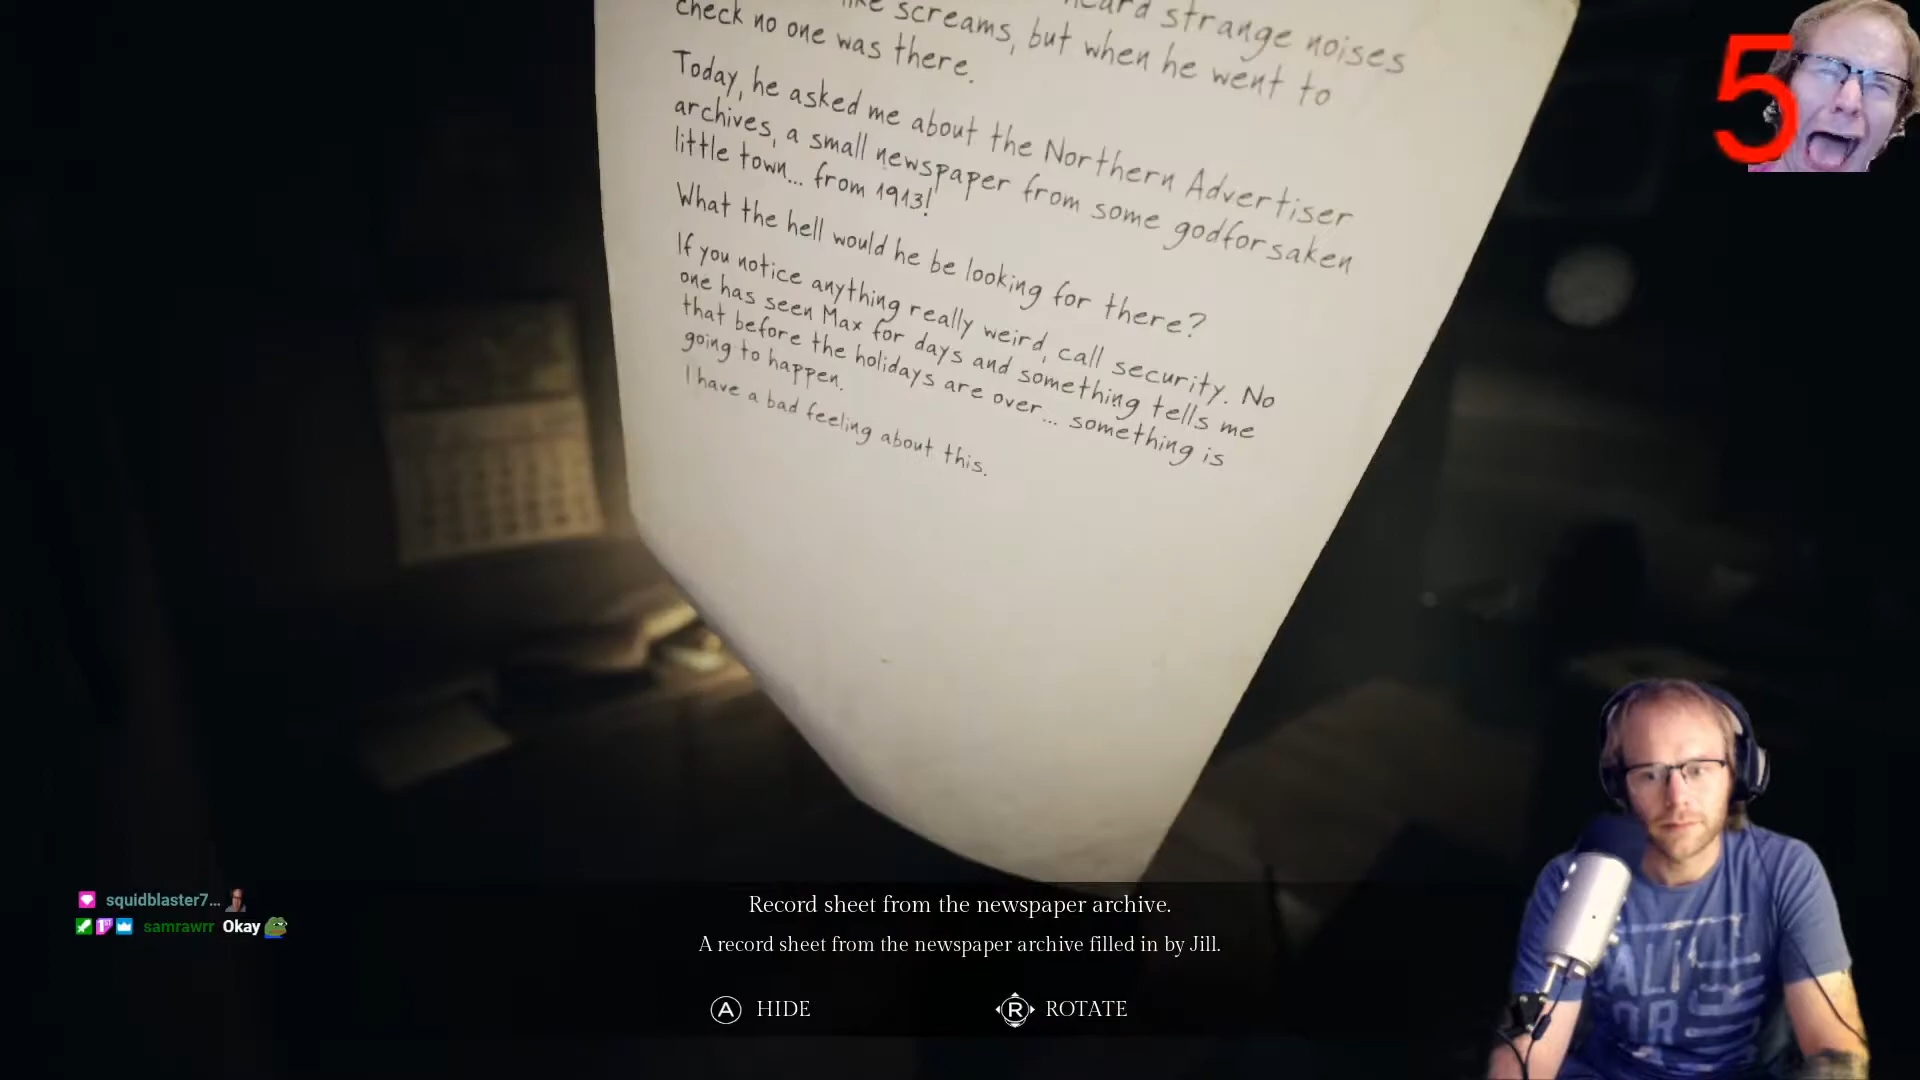 heard strange noises
like screams, but when he went to
check no one was there.
Today, he asked me about the Northern Advertiser
archives, a small newspaper from some godforsaken
little town... from 1913!
What the hell would he be looking for there?
If you notice anything really weird, call security. No
one has seen Max for days and something tells me
that before the holidays are over... something is
going to happen.
I have a bad feeling about this.
5
squidblaster7...
samrawrr Okay
Record sheet from the newspaper archive.
A record sheet from the newspaper archive filled in by Jill.
A HIDE
R ROTATE